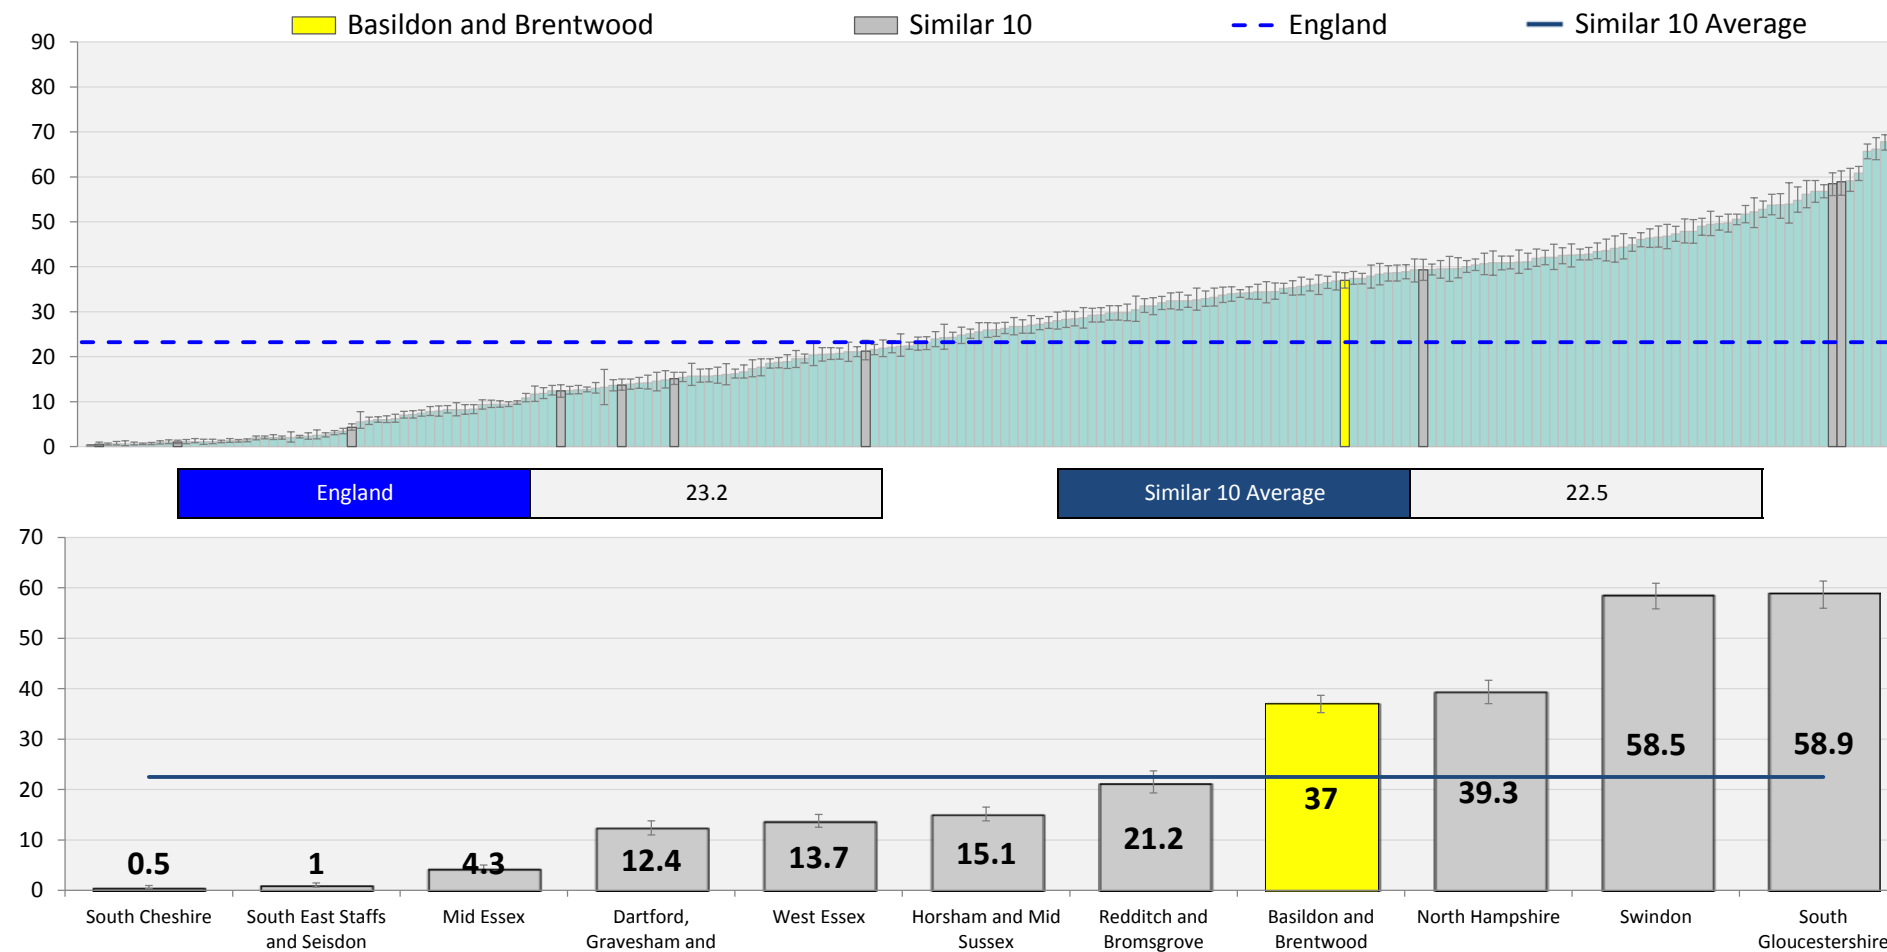 Basildon and Brentwood Similar 10 England Similar 10 Average
90
80
70
60
50
40
30
20
10
0
England 23.2 Similar 10 Average 22.5
70
60
50
40
30
20
10
0
0.5 1 4.3 12.4 13.7 15.1 21.2 37 39.3 58.5 58.9
South Cheshire
South East Staffs
and Seisdon
Mid Essex
Dartford,
Gravesham and
West Essex
Horsham and Mid
Sussex
Redditch and
Bromsgrove
Basildon and
Brentwood
North Hampshire
Swindon
South
Gloucestershire